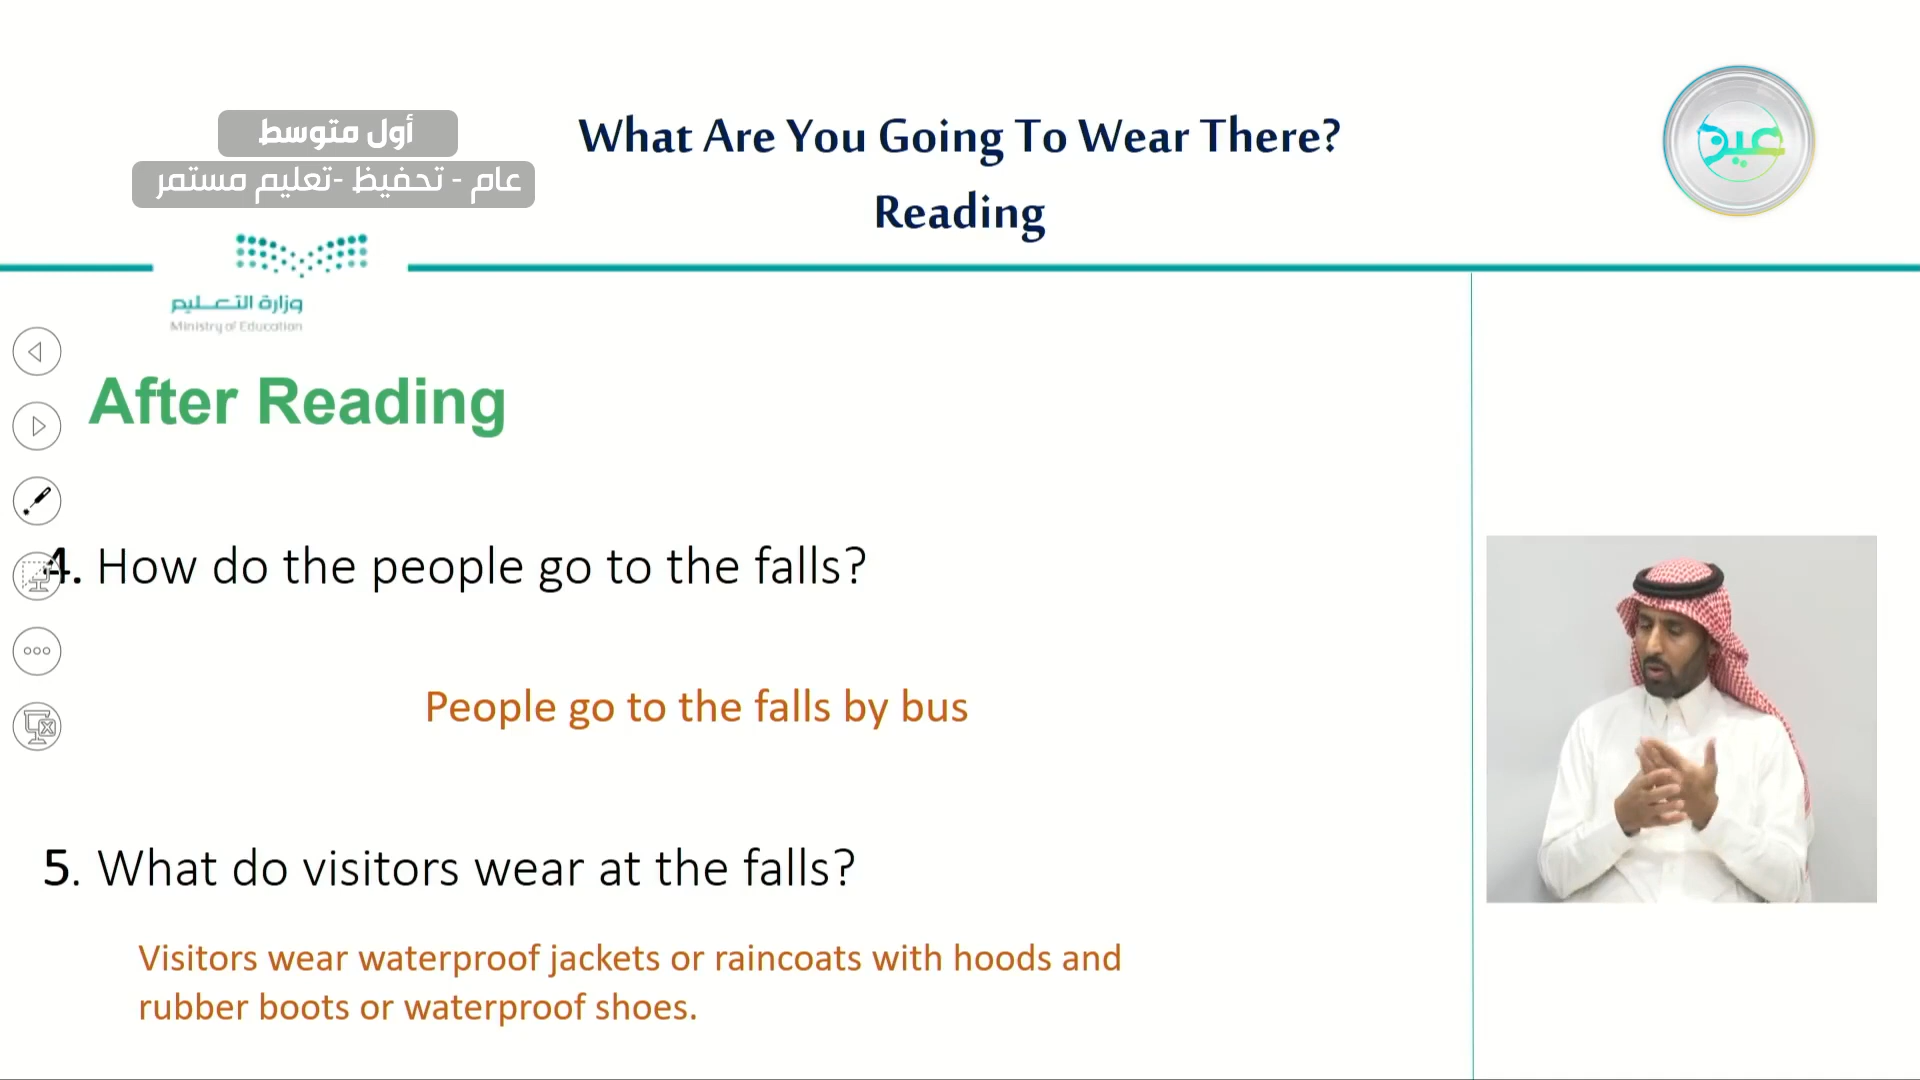 أول متوسط
عام - تحفيظ -تعليم مستمر
What Are You Going To Wear There?
Reading
عين
وزارة التعليم
Ministry of Education
After Reading
4. How do the people go to the falls?
People go to the falls by bus
5. What do visitors wear at the falls?
Visitors wear waterproof jackets or raincoats with hoods and
rubber boots or waterproof shoes.